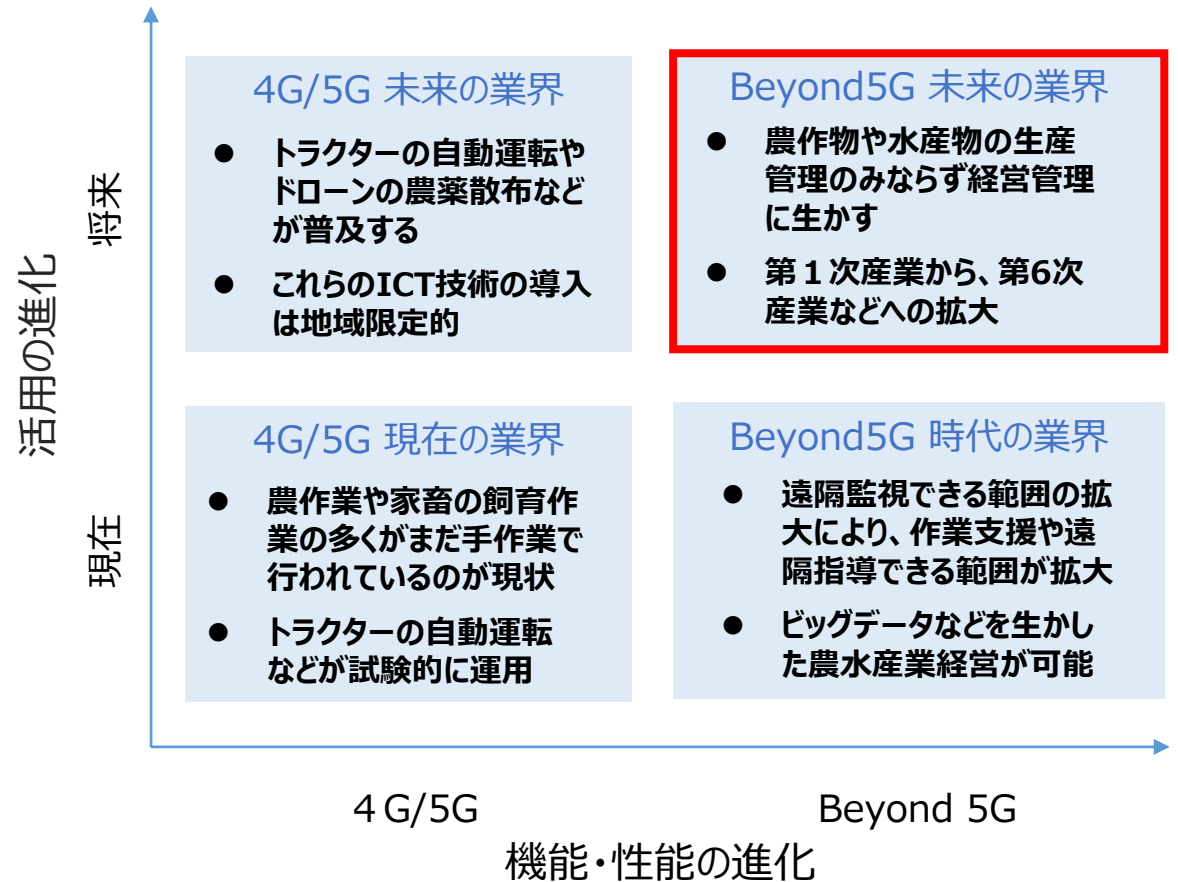 活用の進化
将来
現在
4G/5G 未来の業界
● トラクターの自動運転や
ドローンの農薬散布など
が普及する
● これらのICT技術の導入
は地域限定的
Beyond5G 未来の業界
● 農作物や水産物の生産
管理のみならず経営管理
に生かす
● 第１次産業から、第6次
産業などへの拡大
4G/5G 現在の業界
● 農作業や家畜の飼育作
業の多くがまだ手作業で
行われているのが現状
● トラクターの自動運転
などが試験的に運用
Beyond5G 時代の業界
● 遠隔監視できる範囲の拡
大により、作業支援や遠
隔指導できる範囲が拡大
● ビッグデータなどを生かし
た農水産業経営が可能
４G/5G
Beyond 5G
機能・性能の進化